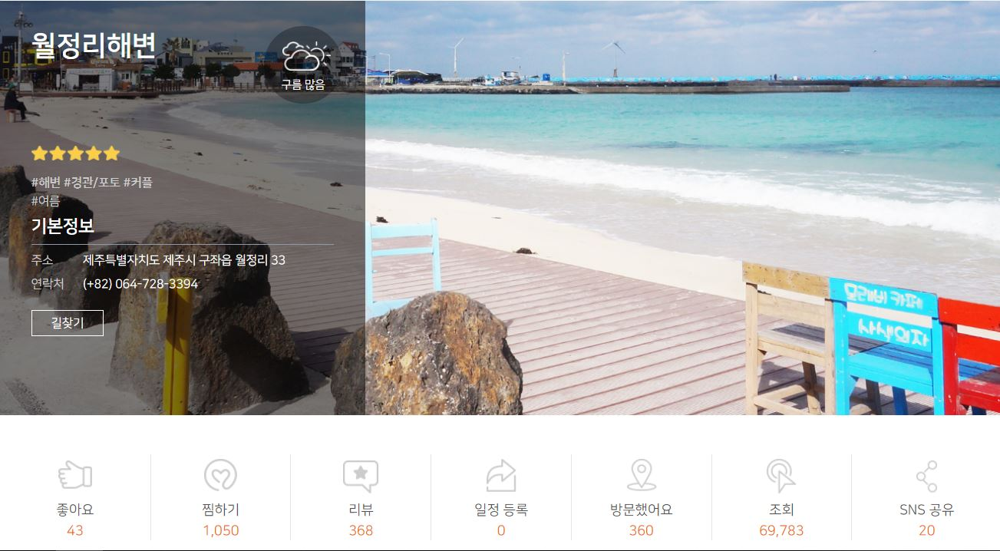 월정리해변
구름 많음
#해변 #경관/포토 #커플
#여름
기본정보
주소 제주특별자치도 제주시 구좌읍 월정리 33
연락처 (+82) 064-728-3394
길찾기
모래비 카페
사색의자
좋아요
43
찜하기
1,050
리뷰
368
일정 등록
0
방문했어요
360
조회
69,783
SNS 공유
20